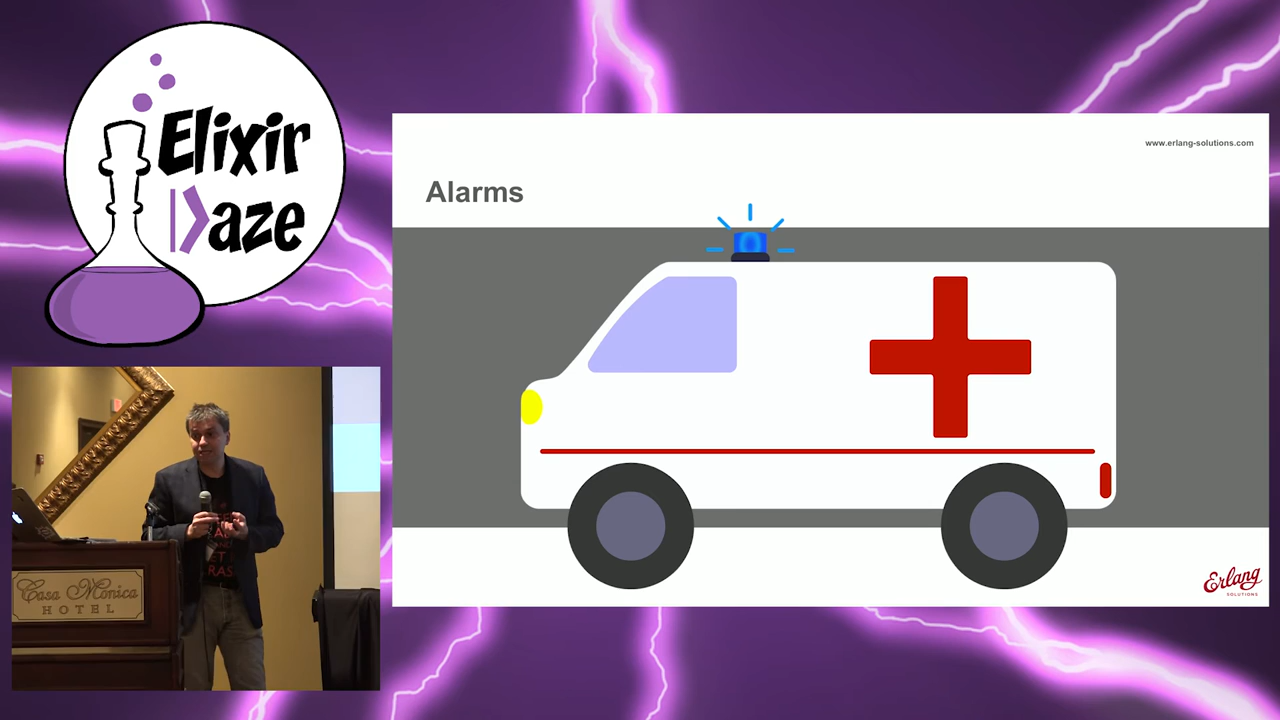 Elixir
|>aze
www.erlang-solutions.com
Alarms
Casa Monica
HOTEL
Erlang
SOLUTIONS